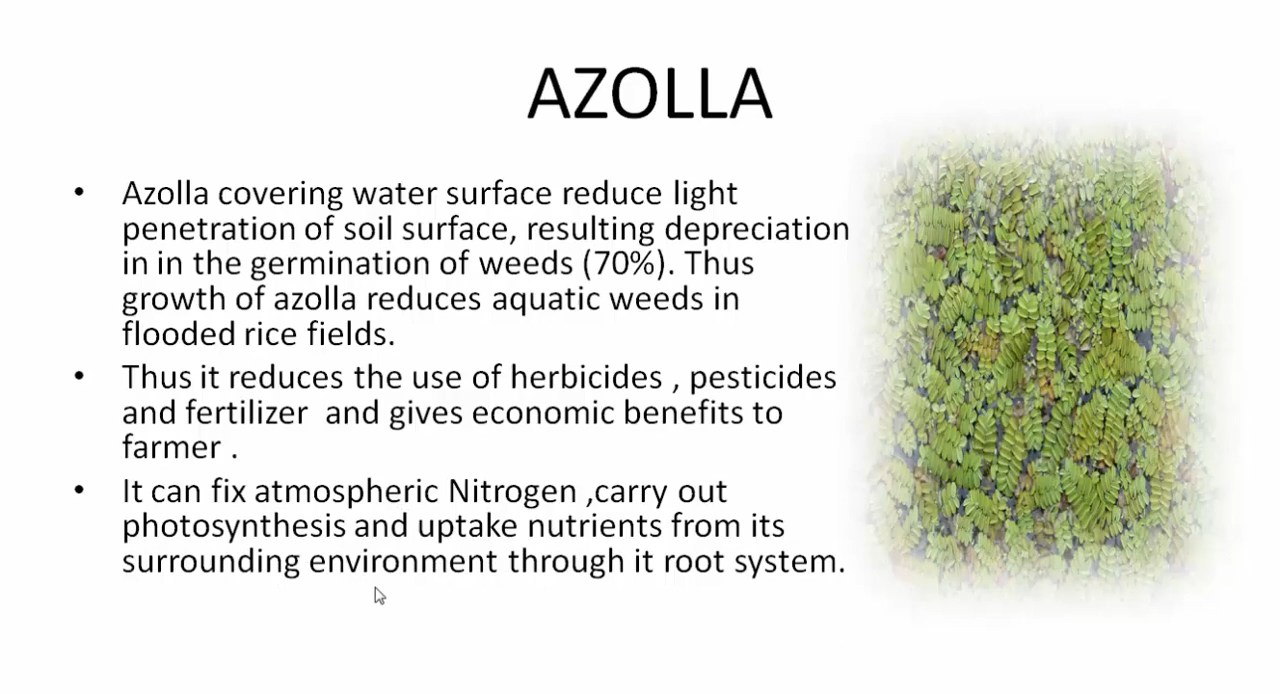 AZOLLA
• Azolla covering water surface reduce light
penetration of soil surface, resulting depreciation
in in the germination of weeds (70%). Thus
growth of azolla reduces aquatic weeds in
flooded rice fields.
• Thus it reduces the use of herbicides , pesticides
and fertilizer  and gives economic benefits to
farmer .
• It can fix atmospheric Nitrogen ,carry out
photosynthesis and uptake nutrients from its
surrounding environment through it root system.